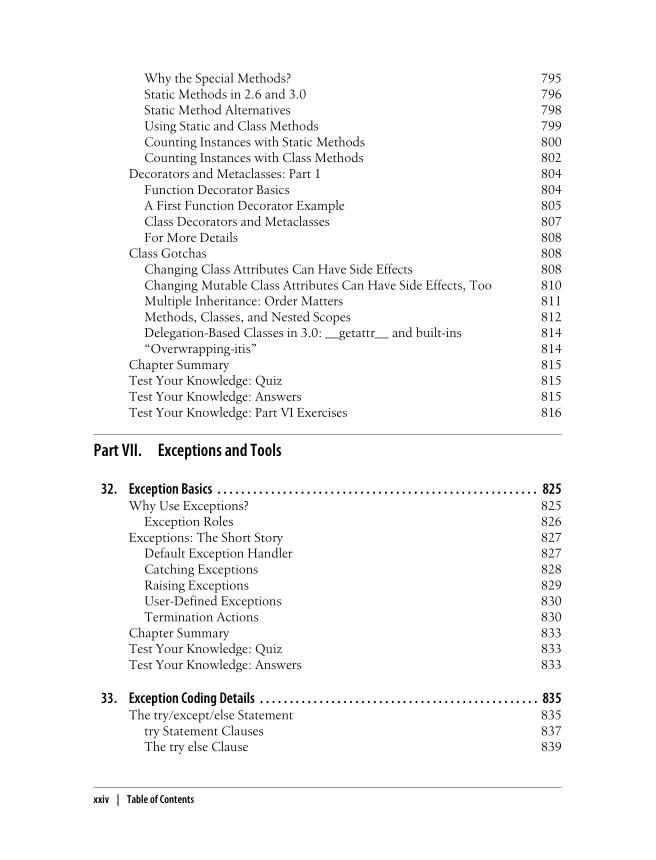 Why the Special Methods? 795
Static Methods in 2.6 and 3.0 796
Static Method Alternatives 798
Using Static and Class Methods 799
Counting Instances with Static Methods 800
Counting Instances with Class Methods 802
Decorators and Metaclasses: Part 1 804
Function Decorator Basics 804
A First Function Decorator Example 805
Class Decorators and Metaclasses 807
For More Details 808
Class Gotchas 808
Changing Class Attributes Can Have Side Effects 808
Changing Mutable Class Attributes Can Have Side Effects, Too 810
Multiple Inheritance: Order Matters 811
Methods, Classes, and Nested Scopes 812
Delegation-Based Classes in 3.0: __getattr__ and built-ins 814
“Overwrapping-itis” 814
Chapter Summary 815
Test Your Knowledge: Quiz 815
Test Your Knowledge: Answers 815
Test Your Knowledge: Part VI Exercises 816
Part VII. Exceptions and Tools
32. Exception Basics . . . . . . . . . . . . . . . . . . . . . . . . . . . . . . . . . . . . . . . . . . . . . . . . . . . . . . 825
Why Use Exceptions? 825
Exception Roles 826
Exceptions: The Short Story 827
Default Exception Handler 827
Catching Exceptions 828
Raising Exceptions 829
User-Defined Exceptions 830
Termination Actions 830
Chapter Summary 833
Test Your Knowledge: Quiz 833
Test Your Knowledge: Answers 833
33. Exception Coding Details . . . . . . . . . . . . . . . . . . . . . . . . . . . . . . . . . . . . . . . . . . . . . . . 835
The try/except/else Statement 835
try Statement Clauses 837
The try else Clause 839
xxiv | Table of Contents